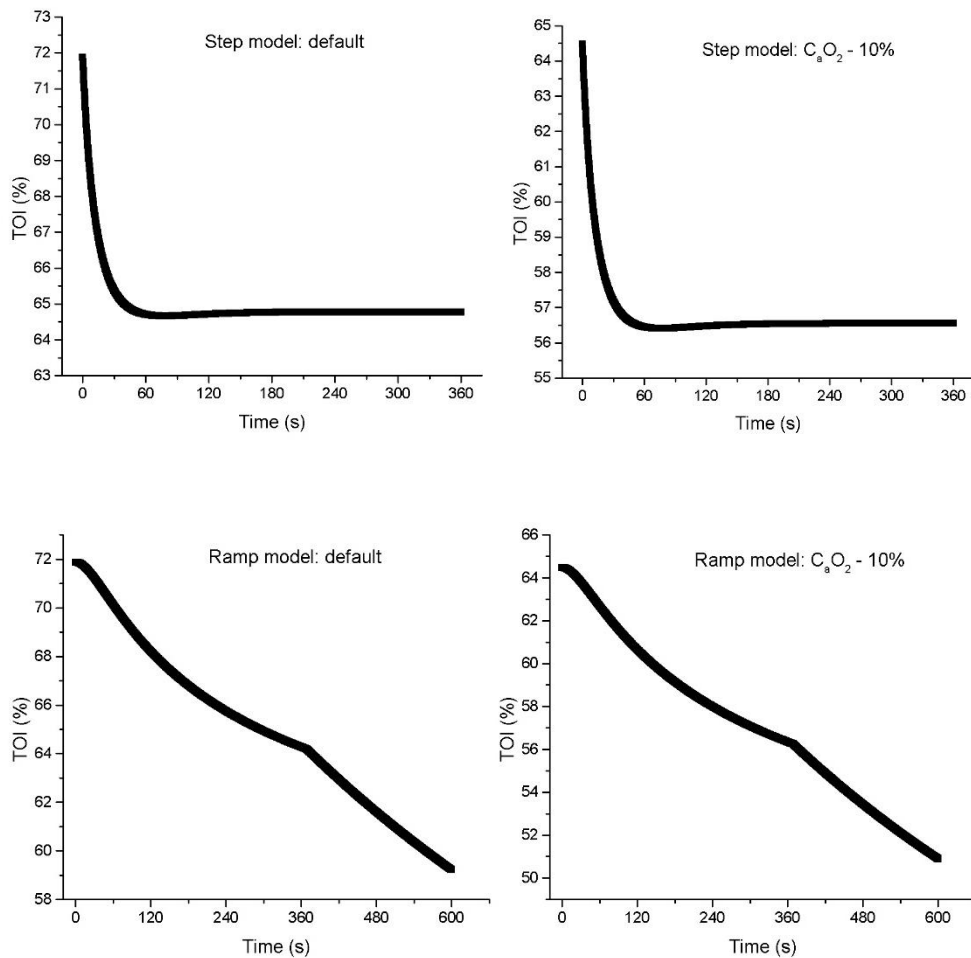 Step model: default
73
72
71
70
69
68
67
66
65
64
63
TOI (%)
0 60 120 180 240 300 360
Time (s)
Step model: CaO2 - 10%
65
64
63
62
61
60
59
58
57
56
55
TOI (%)
0 60 120 180 240 300 360
Time (s)
Ramp model: default
72
70
68
66
64
62
60
58
TOI (%)
0 120 240 360 480 600
Time (s)
Ramp model: CaO2 - 10%
66
64
62
60
58
56
54
52
50
TOI (%)
0 120 240 360 480 600
Time (s)